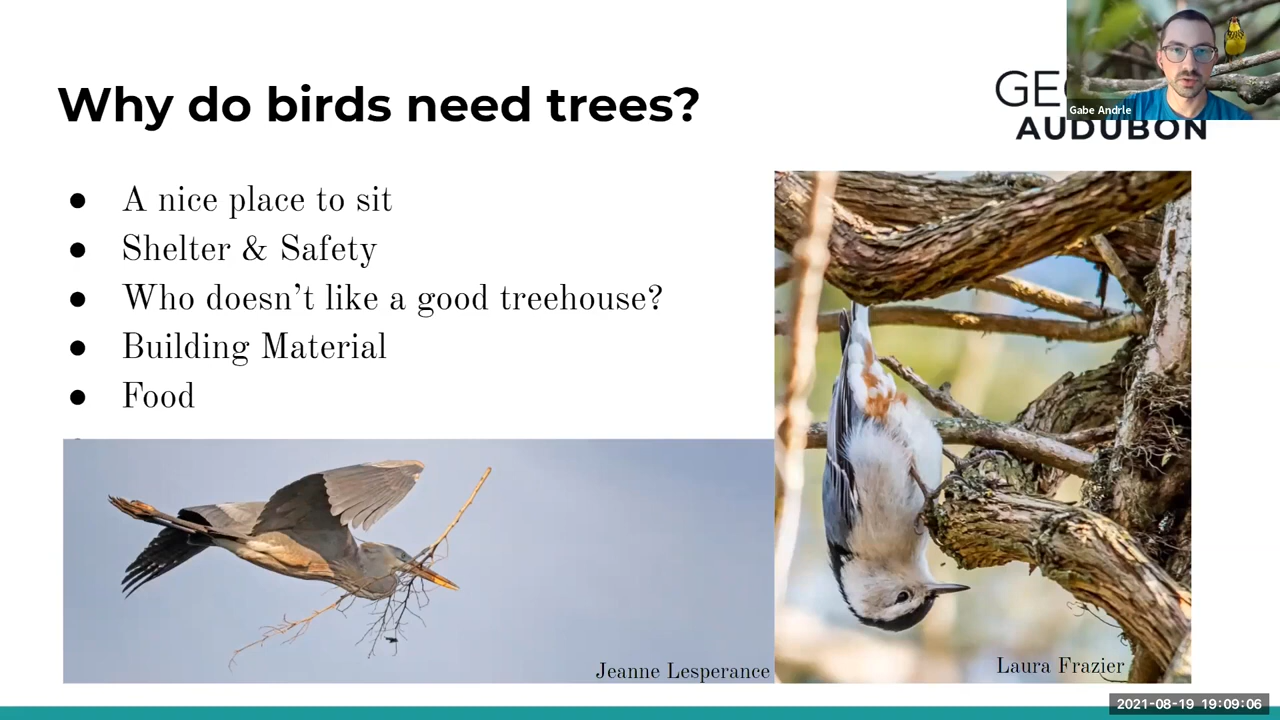 Why do birds need trees?
GE
AUDUBON
Gabe Andrle
● A nice place to sit
● Shelter & Safety
● Who doesn’t like a good treehouse?
● Building Material
● Food
Jeanne Lesperance
Laura Frazier
2021-08-19 19:09:06